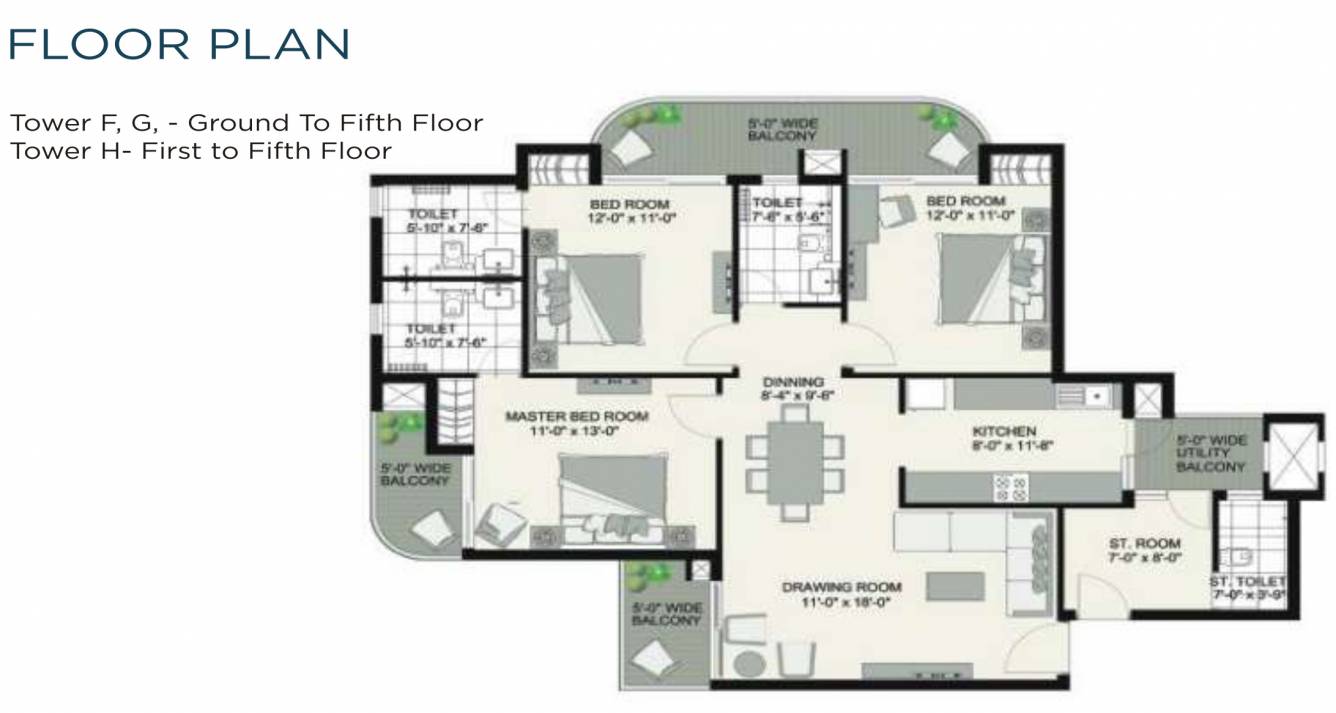 FLOOR PLAN
Tower F, G, - Ground To Fifth Floor
Tower H- First to Fifth Floor
5'-0" WIDE
BALCONY
TOILET
5'-10" x 7'-6"
BED ROOM
12'-0" x 11'-0"
TOILET
7'-6" x 5'-6"
BED ROOM
12'-0" x 11'-0"
TOILET
5'-10" x 7'-6"
DINNING
8'-4" x 9'-6"
MASTER BED ROOM
11'-0" x 13'-0"
KITCHEN
8'-0" x 11'-8"
5'-0" WIDE
UTILITY
BALCONY
5'-0" WIDE
BALCONY
ST. ROOM
7'-0" x 8'-0"
ST. TOILET
7'-0" x 3'-9"
DRAWING ROOM
11'-0" x 18'-0"
5'-0" WIDE
BALCONY